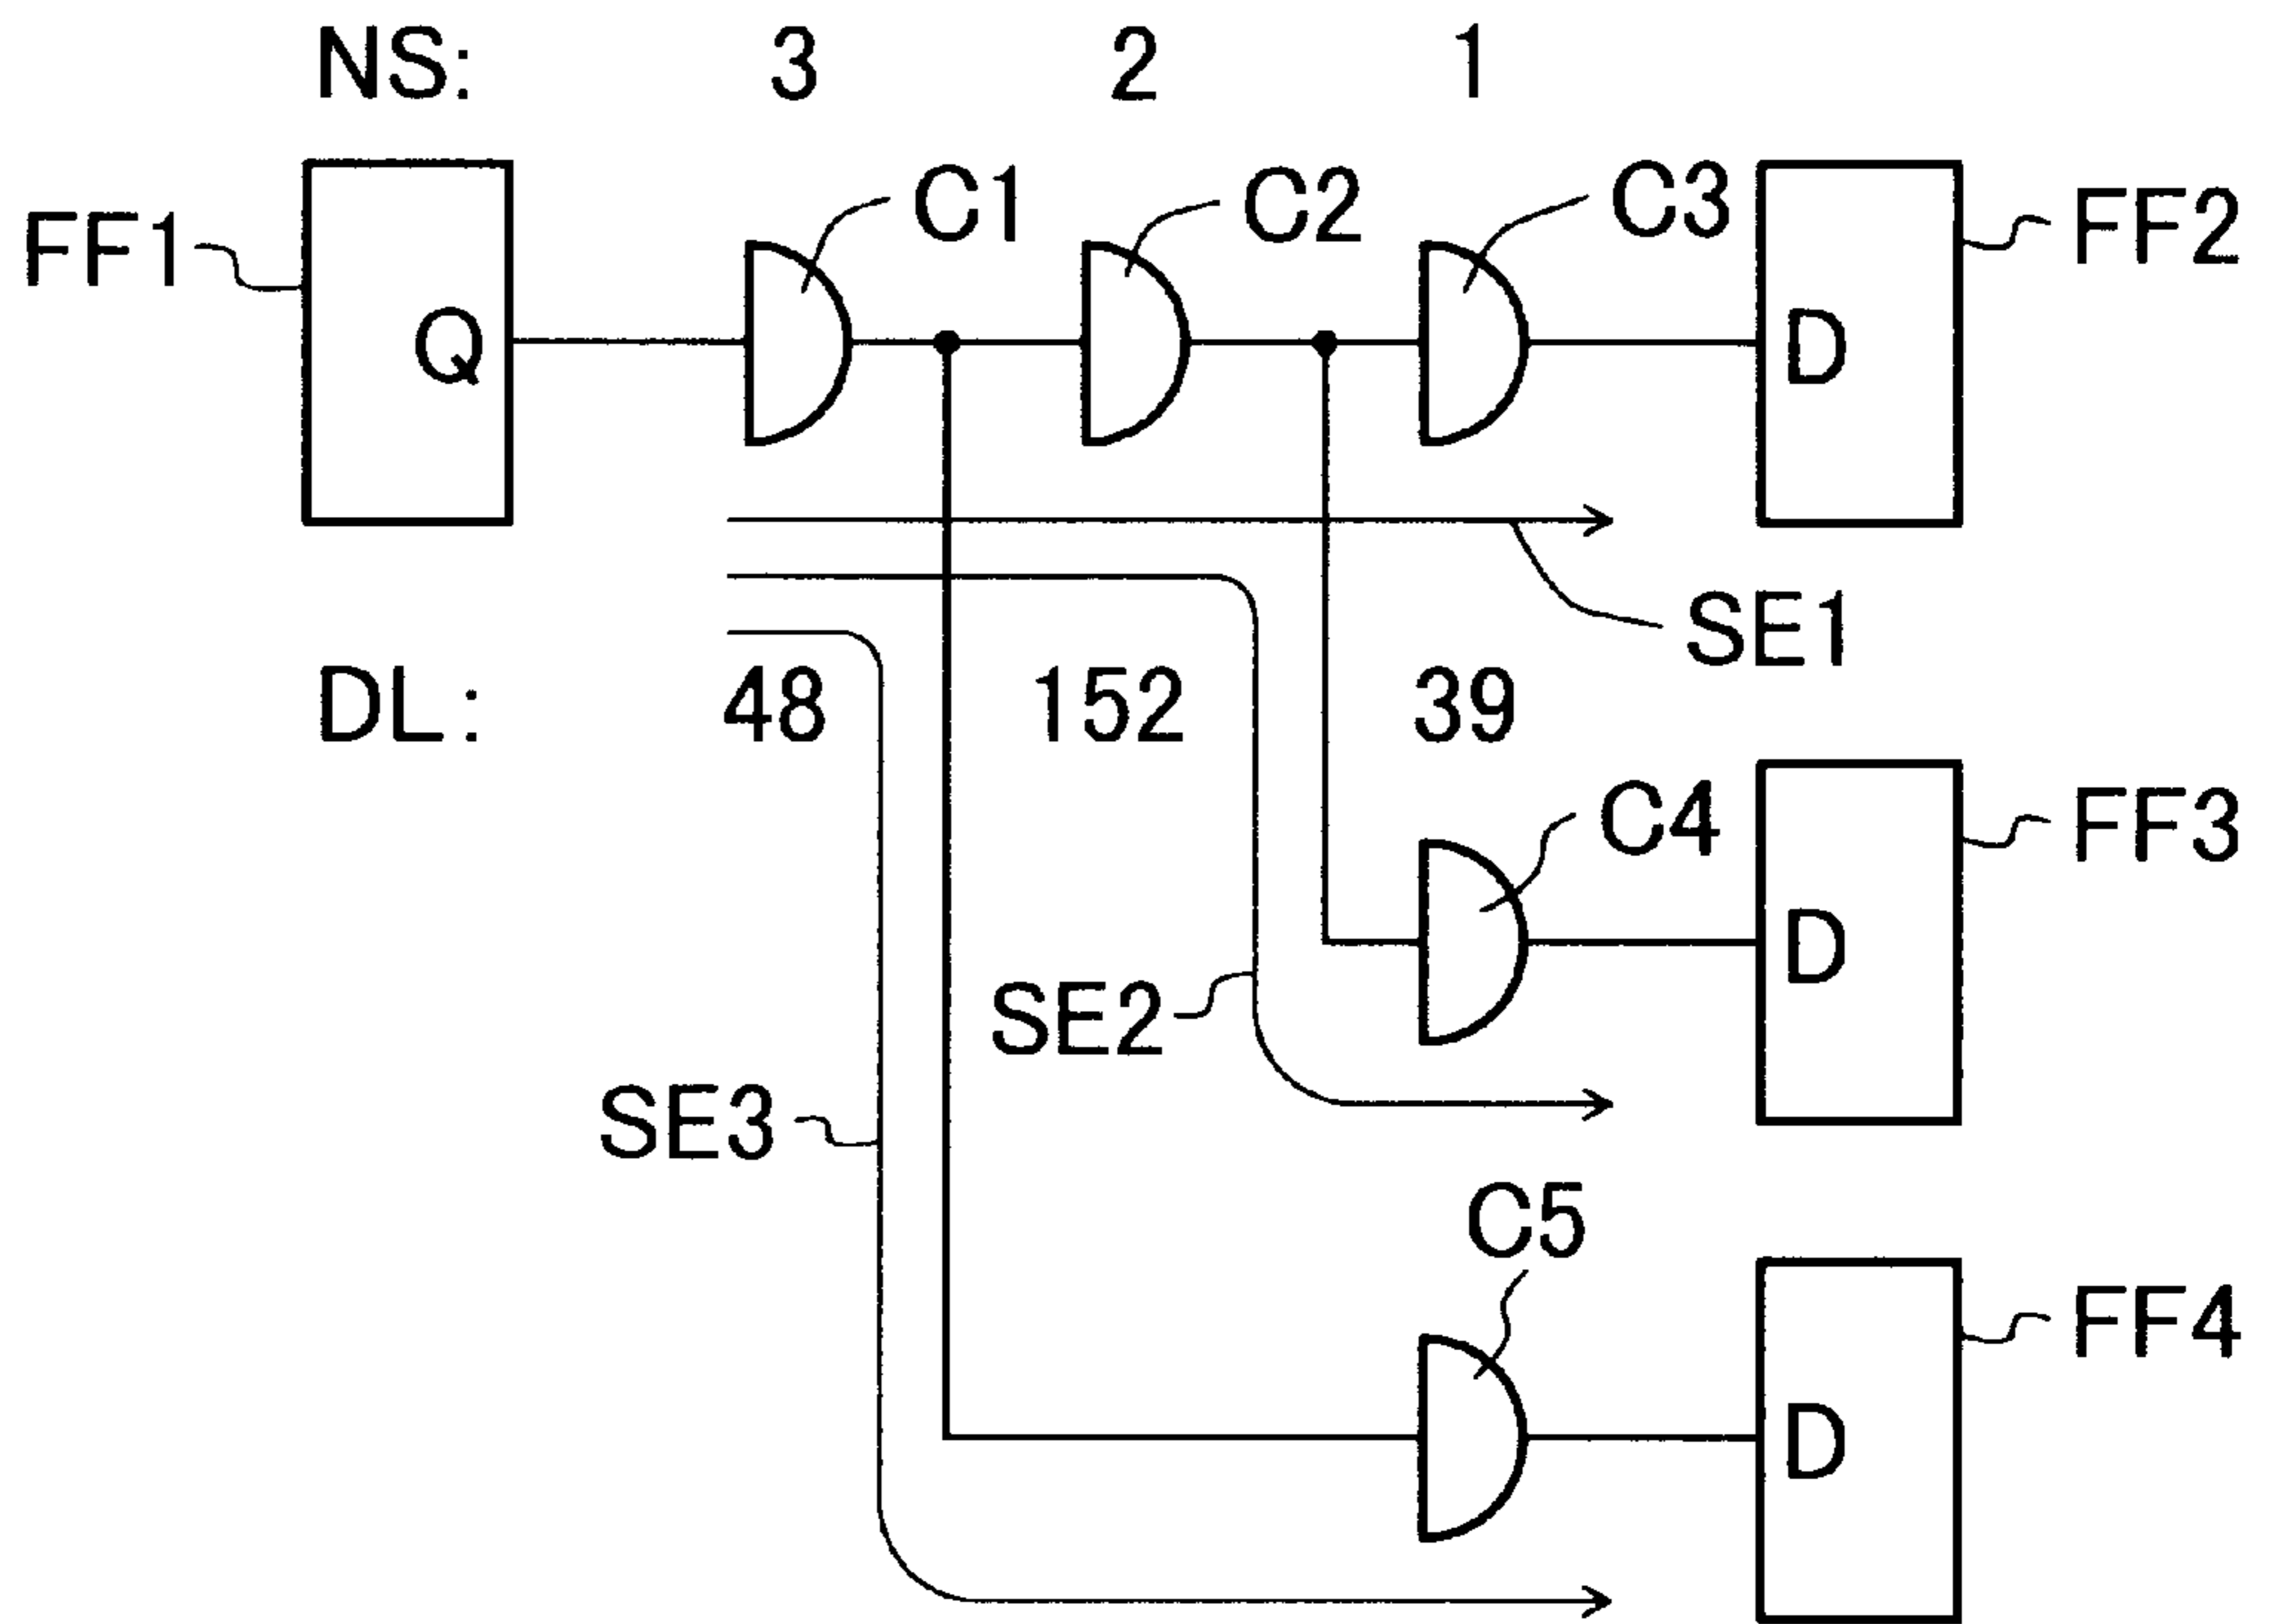 NS: 3 2 1
C1 C2 C3
FF1 FF2
Q D
SE1
DL: 48 152 39
C4 FF3
D
SE2
SE3
C5
FF4
D